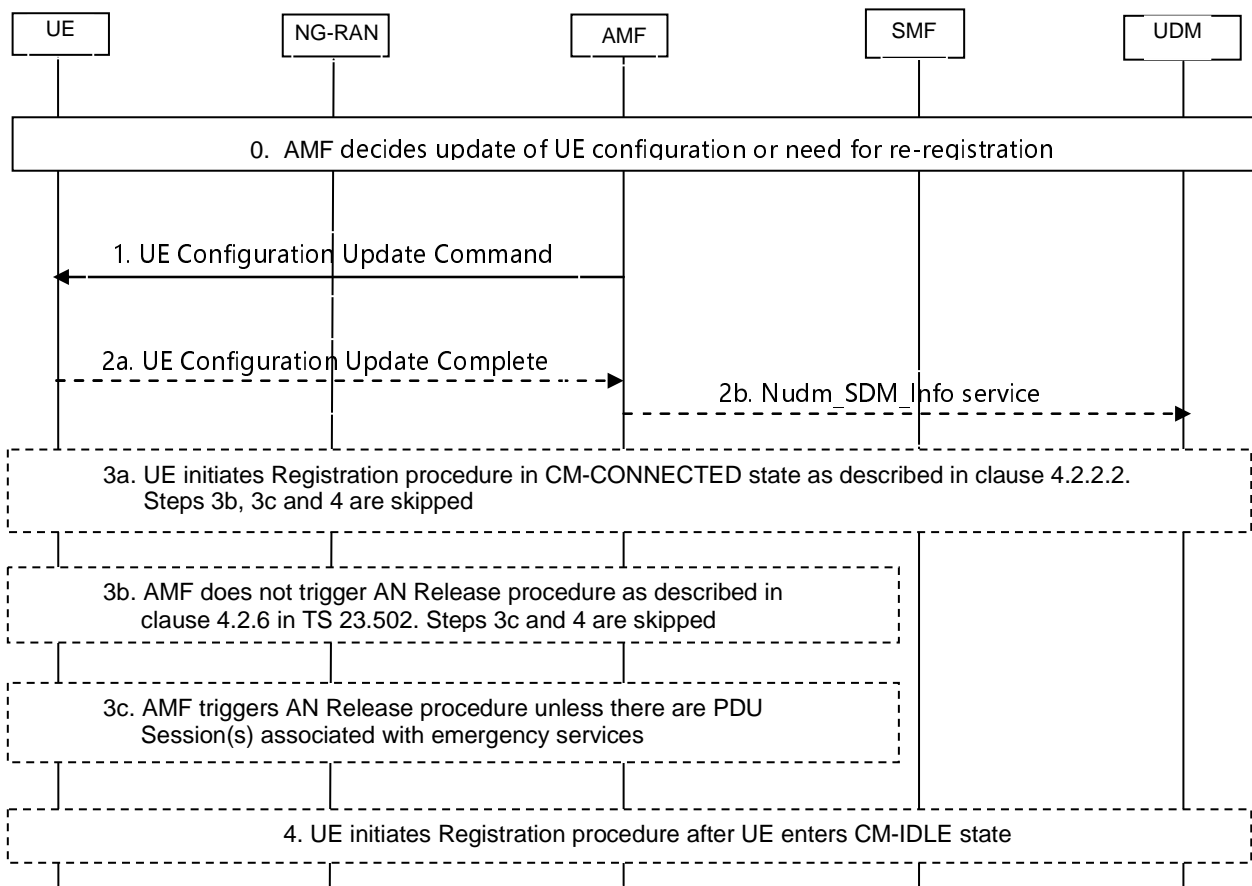 UE
NG-RAN
AMF
SMF
UDM
0. AMF decides update of UE configuration or need for re-registration
1. UE Configuration Update Command
2a. UE Configuration Update Complete
2b. Nudm_SDM_Info service
3a. UE initiates Registration procedure in CM-CONNECTED state as described in clause 4.2.2.2.
Steps 3b, 3c and 4 are skipped
3b. AMF does not trigger AN Release procedure as described in
clause 4.2.6 in TS 23.502. Steps 3c and 4 are skipped
3c. AMF triggers AN Release procedure unless there are PDU
Session(s) associated with emergency services
4. UE initiates Registration procedure after UE enters CM-IDLE state